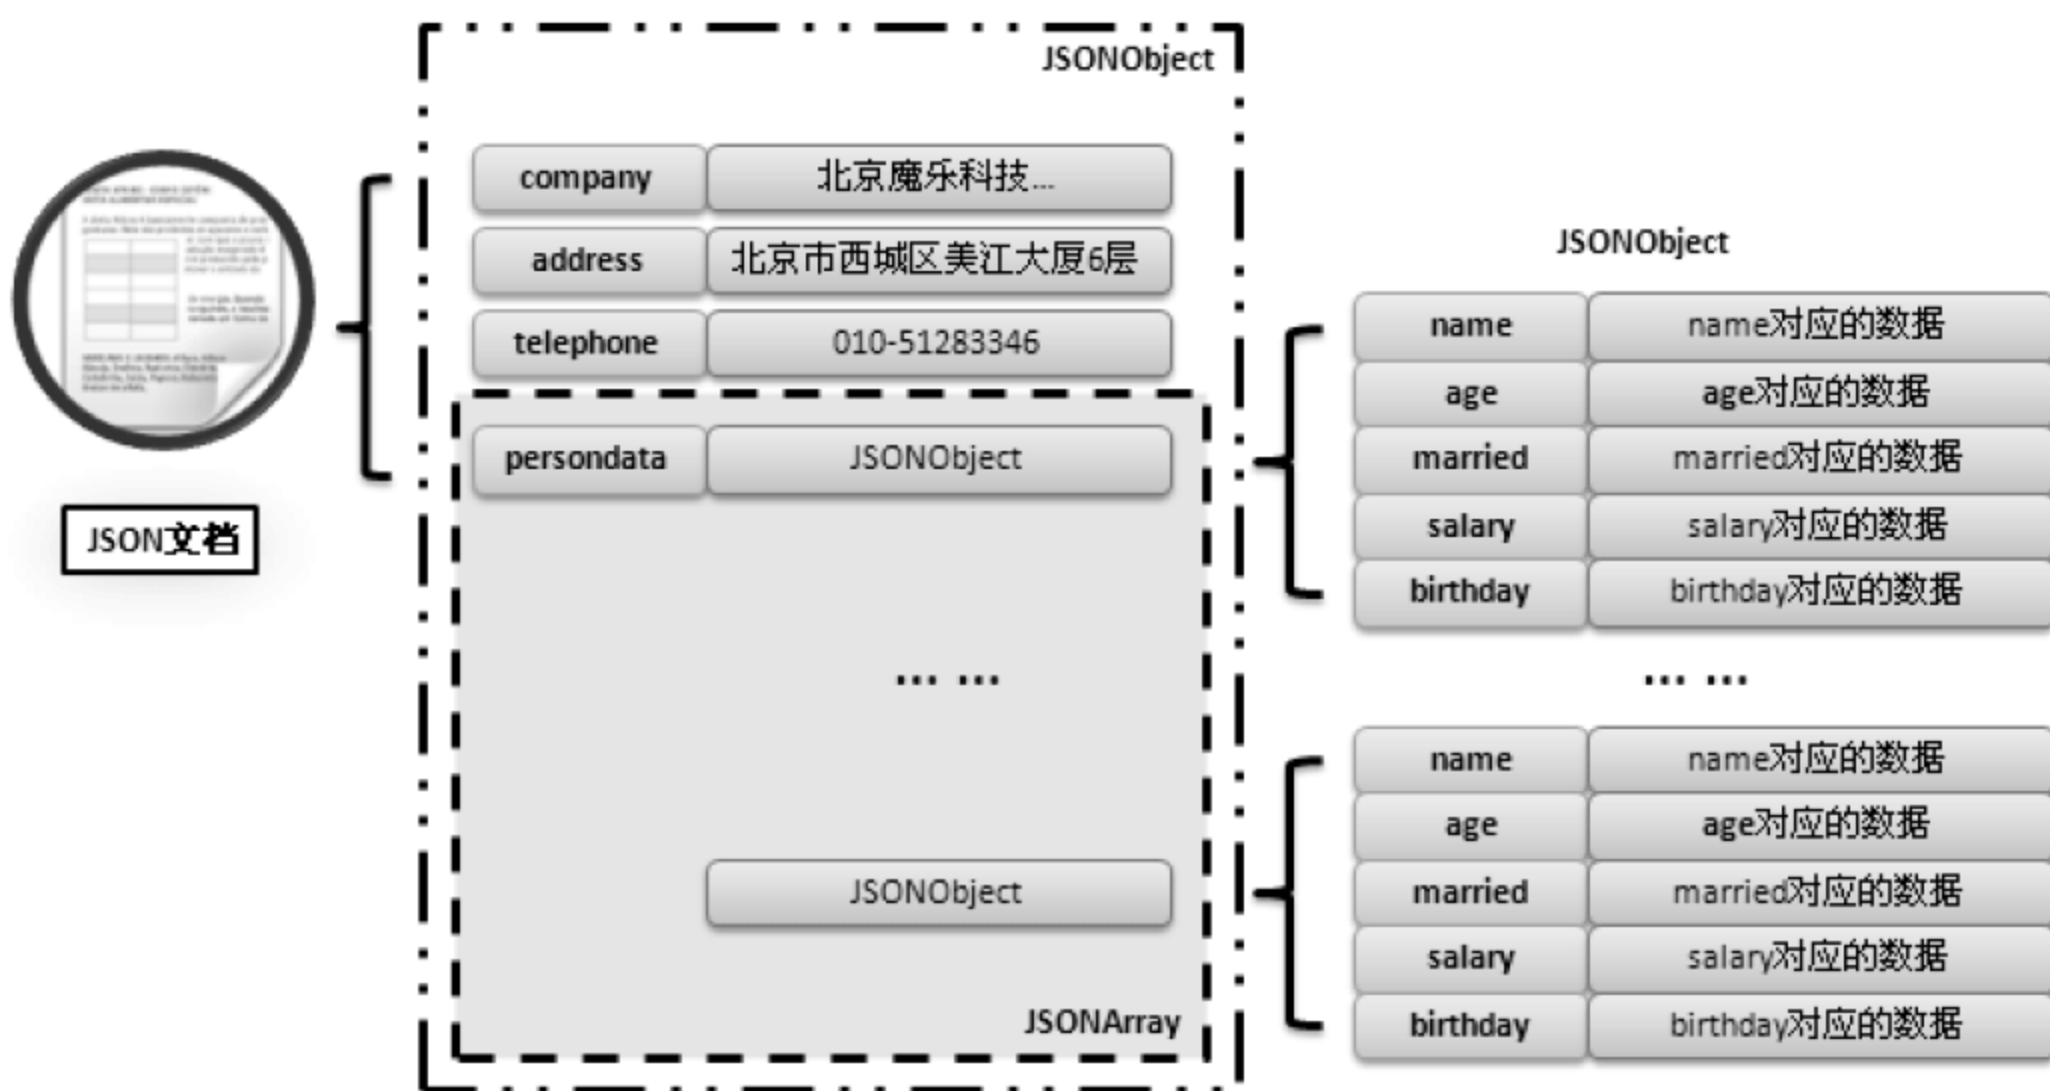 JSONObject
company 北京魔乐科技...
address 北京市西城区美江大厦6层
telephone 010-51283346
persondata JSONObject
... ...
JSONObject
JSONArray
JSON文档
JSONObject
name name对应的数据
age age对应的数据
married married对应的数据
salary salary对应的数据
birthday birthday对应的数据
... ...
name name对应的数据
age age对应的数据
married married对应的数据
salary salary对应的数据
birthday birthday对应的数据